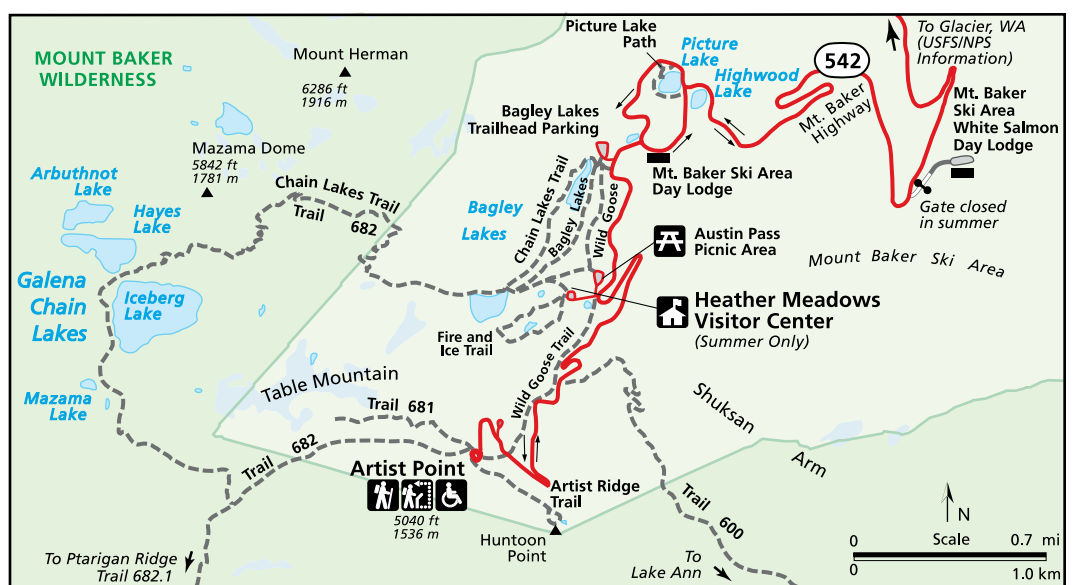 MOUNT BAKER
WILDERNESS
Mount Herman
6286 ft
1916 m
Mazama Dome
5842 ft
1781 m
Arbuthnot
Lake
Hayes
Lake
Galena
Chain
Lakes
Iceberg
Lake
Mazama
Lake
Chain Lakes Trail
Trail 682
Picture Lake
Path
Picture
Lake
Highwood
Lake
542
To Glacier, WA
(USFS/NPS
Information)
Mt. Baker
Highway
Mt. Baker
Ski Area
White Salmon
Day Lodge
Gate closed
in summer
Bagley Lakes
Trailhead Parking
Mt. Baker Ski Area
Day Lodge
Mount Baker Ski Area
Bagley
Lakes
Chain Lakes Trail
Bagley Lakes
Wild Goose
Austin Pass
Picnic Area
Heather Meadows
Visitor Center
(Summer Only)
Fire and
Ice Trail
Wild Goose Trail
Table Mountain
Trail 681
Trail 682
Artist Point
5040 ft
1536 m
Artist Ridge
Trail
Huntoon
Point
Shuksan
Arm
Trail 600
To
Lake Ann
To Ptarigan Ridge
Trail 682.1
N
Scale
0
0.7 mi
0
1.0 km